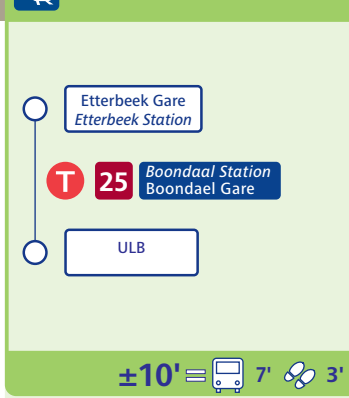 Etterbeek Gare
Etterbeek Station
T 25 Boondaal Station
Boondael Gare
ULB
±10' = 7' 3'